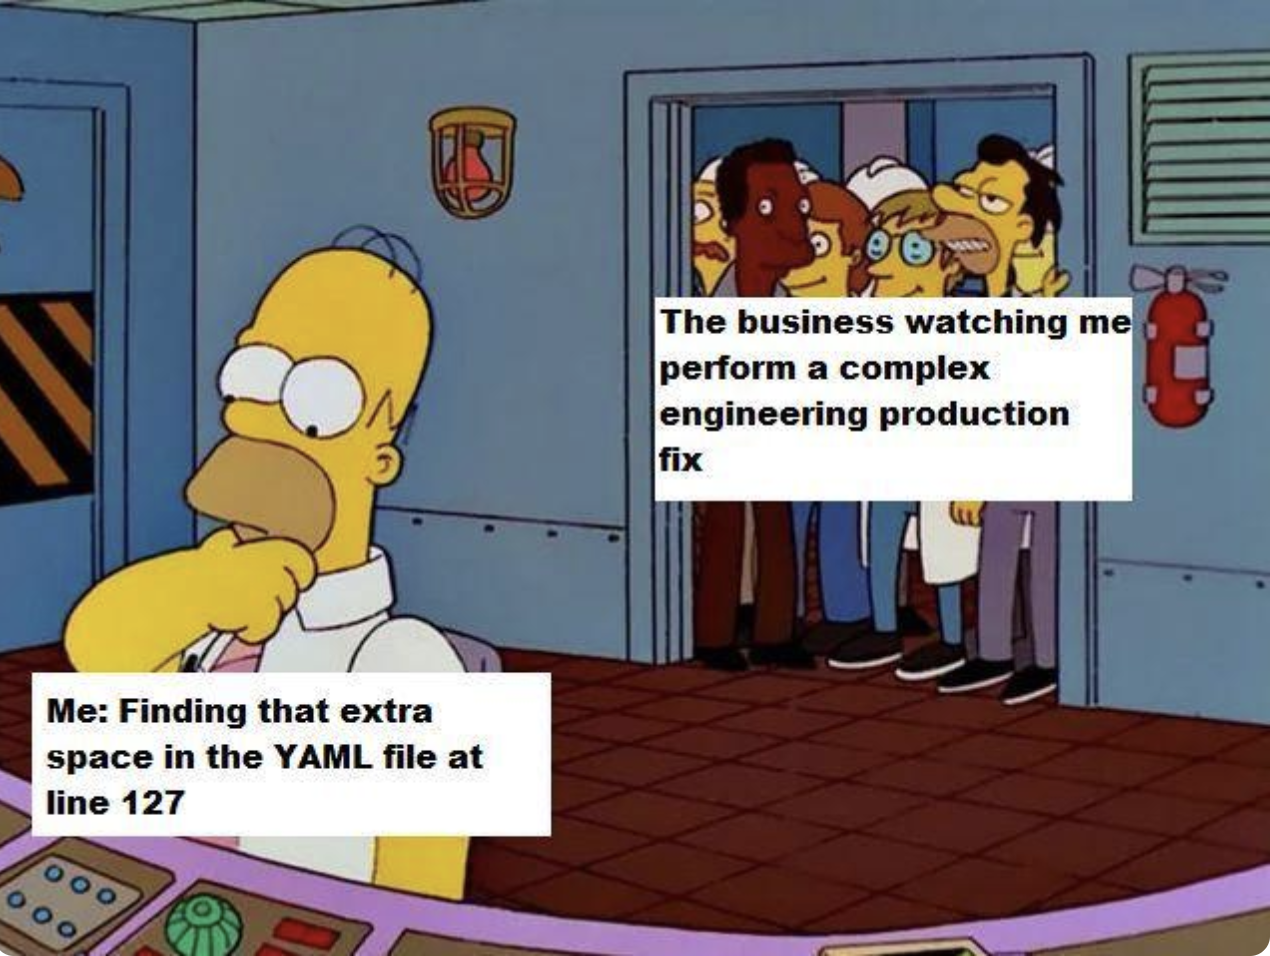 The business watching me
perform a complex
engineering production
fix
Me: Finding that extra
space in the YAML file at
line 127